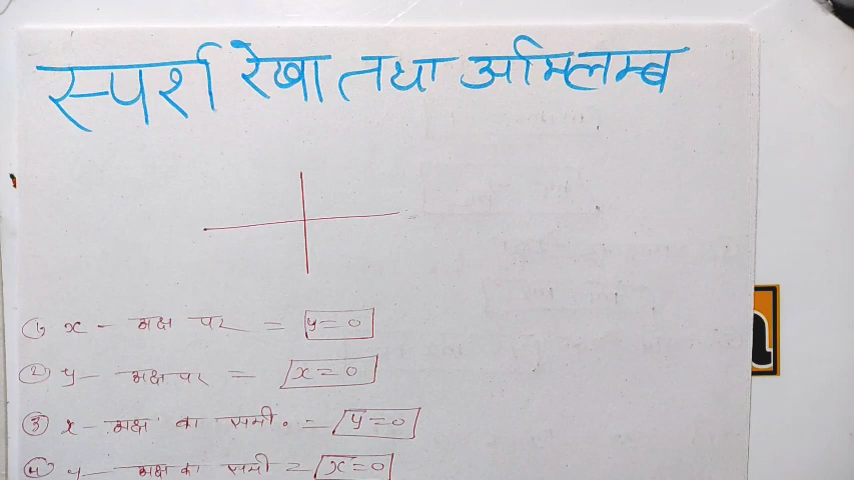 स्पर्श रेखा तथा अभिलम्ब
① x - अक्ष पर = y=0
② y- अक्ष पर = x=0
③ x- अक्ष का समी. = y=0
④ y- अक्ष का समी = x=0